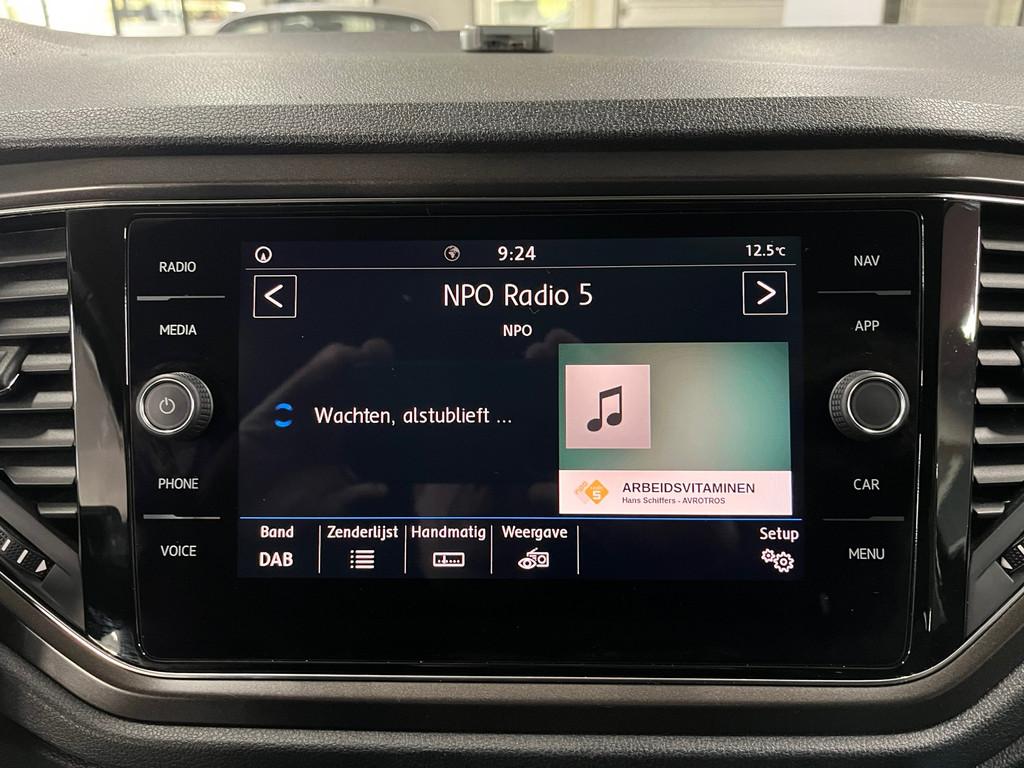 9:24
12.5°C
RADIO
NAV
<
NPO Radio 5
>
NPO
MEDIA
APP
Wachten, alstublieft ...
PHONE
CAR
5
ARBEIDSVITAMINEN
Hans Schiffers - AVROTROS
VOICE
MENU
Band
Zenderlijst
Handmatig
Weergave
Setup
DAB